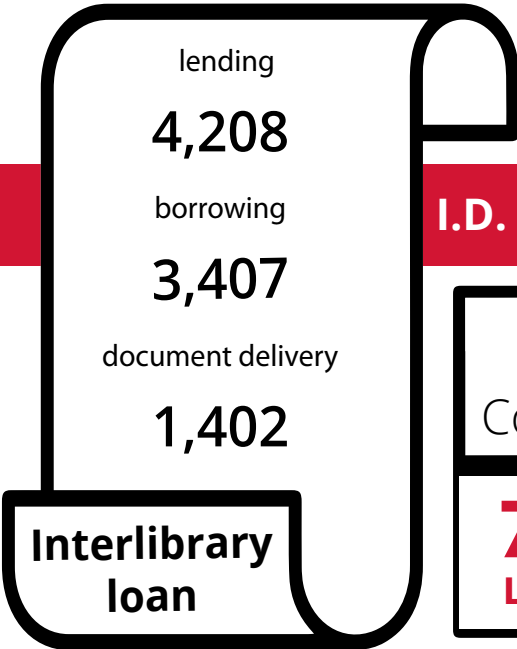 lending
4,208
borrowing
3,407
document delivery
1,402
Interlibrary
loan
I.D.